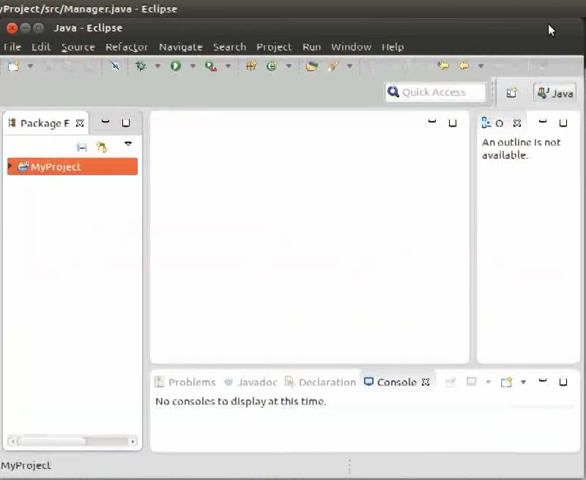 yProject/src/Manager.java - Eclipse
Java - Eclipse
File Edit Source Refactor Navigate Search Project Run Window Help
Quick Access
Java
Package E
O
MyProject
An outline is not
available.
Problems Javadoc Declaration Console
No consoles to display at this time.
MyProject